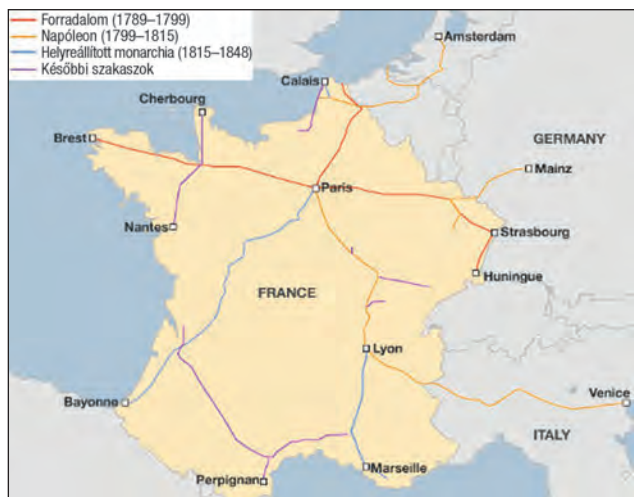 Forradalom (1789–1799)
Napóleon (1799–1815)
Helyreállított monarchia (1815–1848)
Későbbi szakaszok
Amsterdam
Calais
Cherbourg
Brest
GERMANY
Mainz
Paris
Nantes
Strasbourg
Huningue
FRANCE
Lyon
Bayonne
Venice
ITALY
Marseille
Perpignan